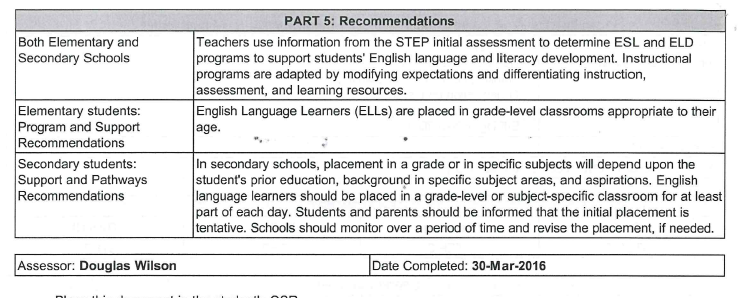 PART 5: Recommendations
Both Elementary and
Secondary Schools
Teachers use information from the STEP initial assessment to determine ESL and ELD
programs to support students' English language and literacy development. Instructional
programs are adapted by modifying expectations and differentiating instruction,
assessment, and learning resources.
Elementary students:
Program and Support
Recommendations
English Language Learners (ELLs) are placed in grade-level classrooms appropriate to their
age.
Secondary students:
Support and Pathways
Recommendations
In secondary schools, placement in a grade or in specific subjects will depend upon the
student's prior education, background in specific subject areas, and aspirations. English
language learners should be placed in a grade-level or subject-specific classroom for at least
part of each day. Students and parents should be informed that the initial placement is
tentative. Schools should monitor over a period of time and revise the placement, if needed.
Assessor: Douglas Wilson
Date Completed: 30-Mar-2016